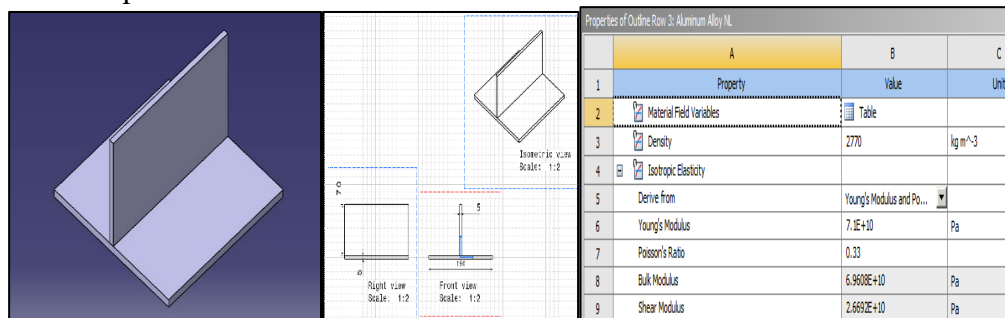 Isometric view
Scale: 1:2
70
5
Right view
Scale: 1:2
Front view
Scale: 1:2
Properties of Outline Row 3: Aluminum Alloy NL
A B C
1 Property Value Unit
2 Material Field Variables Table
3 Density 2770 kg m^-3
4 Isotropic Elasticity
5 Derive from Young's Modulus and Po...
6 Young's Modulus 7.1E+10 Pa
7 Poisson's Ratio 0.33
8 Bulk Modulus 6.9608E+10 Pa
9 Shear Modulus 2.6692E+10 Pa